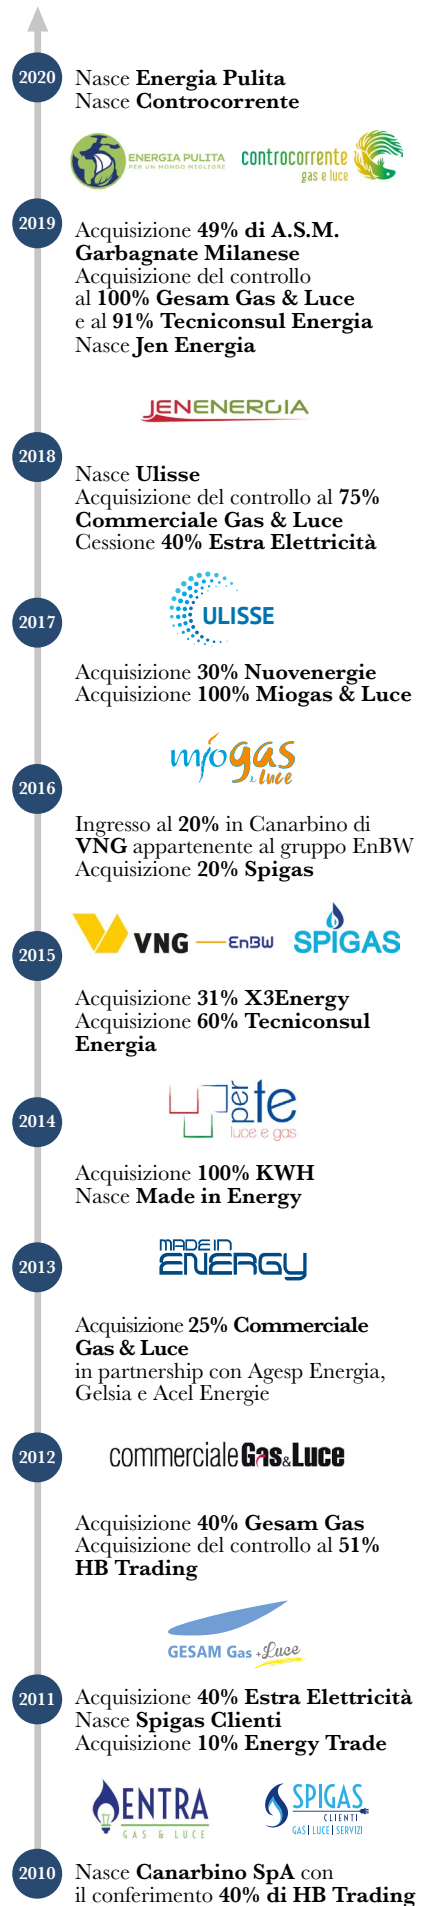 2020
Nasce Energia Pulita
Nasce Controcorrente
ENERGIA PULITA
PER UN MONDO MIGLIORE
controcorrente
gas e luce
2019
Acquisizione 49% di A.S.M.
Garbagnate Milanese
Acquisizione del controllo
al 100% Gesam Gas & Luce
e al 91% Tecniconsul Energia
Nasce Jen Energia
JENENERGIA
2018
Nasce Ulisse
Acquisizione del controllo al 75%
Commerciale Gas & Luce
Cessione 40% Estra Elettricità
ULISSE
2017
Acquisizione 30% Nuovenergie
Acquisizione 100% Miogas & Luce
miogas
e luce
2016
Ingresso al 20% in Canarbino di
VNG appartenente al gruppo EnBW
Acquisizione 20% Spigas
VNG
EnBW
SPIGAS
2015
Acquisizione 31% X3Energy
Acquisizione 60% Tecniconsul
Energia
per te
luce e gas
2014
Acquisizione 100% KWH
Nasce Made in Energy
MADE IN
ENERGY
2013
Acquisizione 25% Commerciale
Gas & Luce
in partnership con Agesp Energia,
Gelsia e Acel Energie
commerciale Gas&Luce
2012
Acquisizione 40% Gesam Gas
Acquisizione del controllo al 51%
HB Trading
GESAM Gas +Luce
2011
Acquisizione 40% Estra Elettricità
Nasce Spigas Clienti
Acquisizione 10% Energy Trade
ENTRA
GAS & LUCE
SPIGAS
CLIENTI
GAS | LUCE | SERVIZI
2010
Nasce Canarbino SpA con
il conferimento 40% di HB Trading